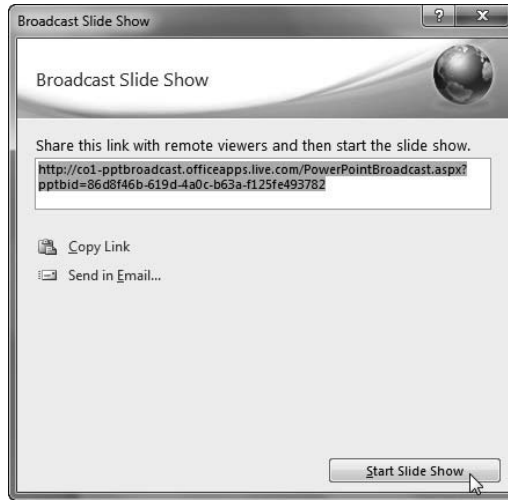 Broadcast Slide Show
?
X
Broadcast Slide Show
Share this link with remote viewers and then start the slide show.
http://co1-pptbroadcast.officeapps.live.com/PowerPointBroadcast.aspx?
pptbid=86d8f46b-619d-4a0c-b63a-f125fe493782
Copy Link
Send in Email...
Start Slide Show